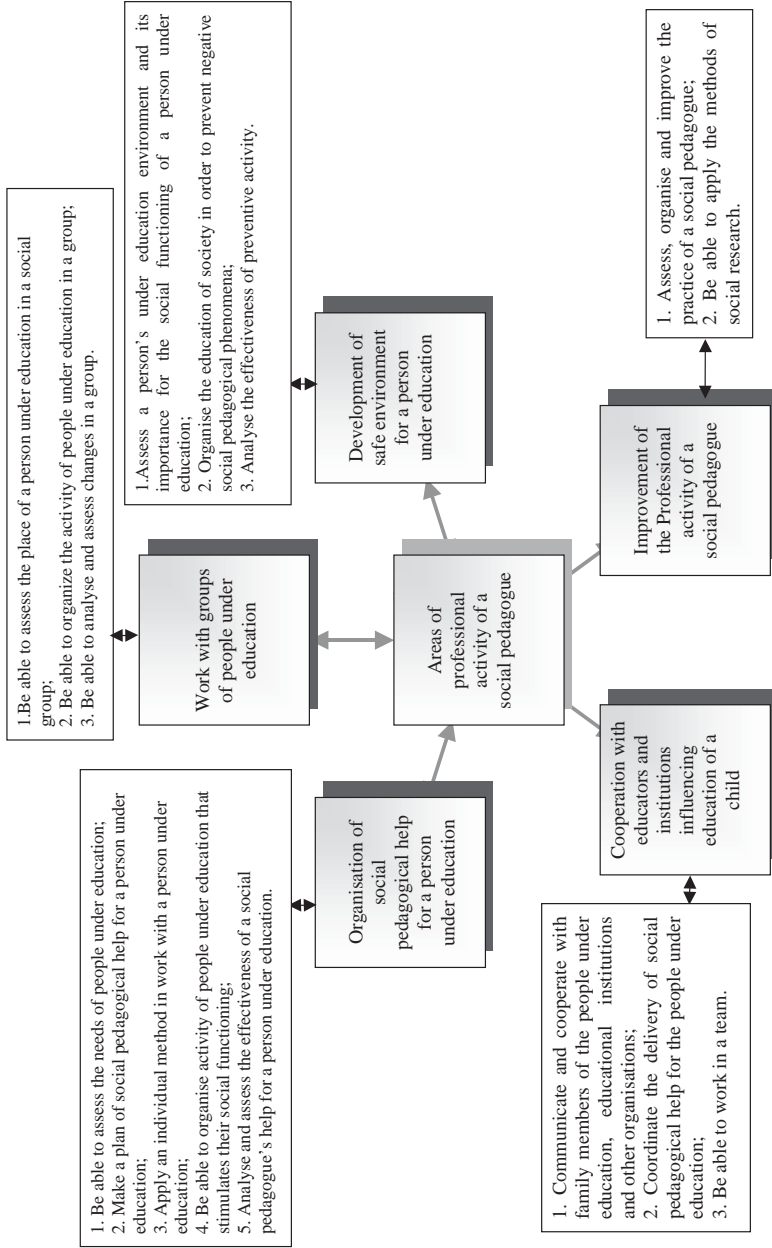 1. Be able to assess the needs of people under education;
2. Make a plan of social pedagogical help for a person under
education;
3. Apply an individual method in work with a person under
education;
4. Be able to organise activity of people under education that
stimulates their social functioning;
5. Analyse and assess the effectiveness of a social
pedagogue's help for a person under education.
1.Be able to assess the place of a person under education in a social
group;
2. Be able to organize the activity of people under education in a group;
3. Be able to analyse and assess changes in a group.
1.Assess a person's under education environment and its
importance for the social functioning of a person under
education;
2. Organise the education of society in order to prevent negative
social pedagogical phenomena;
3. Analyse the effectiveness of preventive activity.
Organisation of
social
pedagogical help
for a person
under education
Work with groups
of people under
education
Development of
safe environment
for a person
under education
Areas of
professional
activity of a
social pedagogue
Cooperation with
educators and
institutions
influencing
education of a
child
Improvement of
the Professional
activity of a
social pedagogue
1. Communicate and cooperate with
family members of the people under
education, educational institutions
and other organisations;
2. Coordinate the delivery of social
pedagogical help for the people under
education;
3. Be able to work in a team.
1. Assess, organise and improve the
practice of a social pedagogue;
2. Be able to apply the methods of
social research.